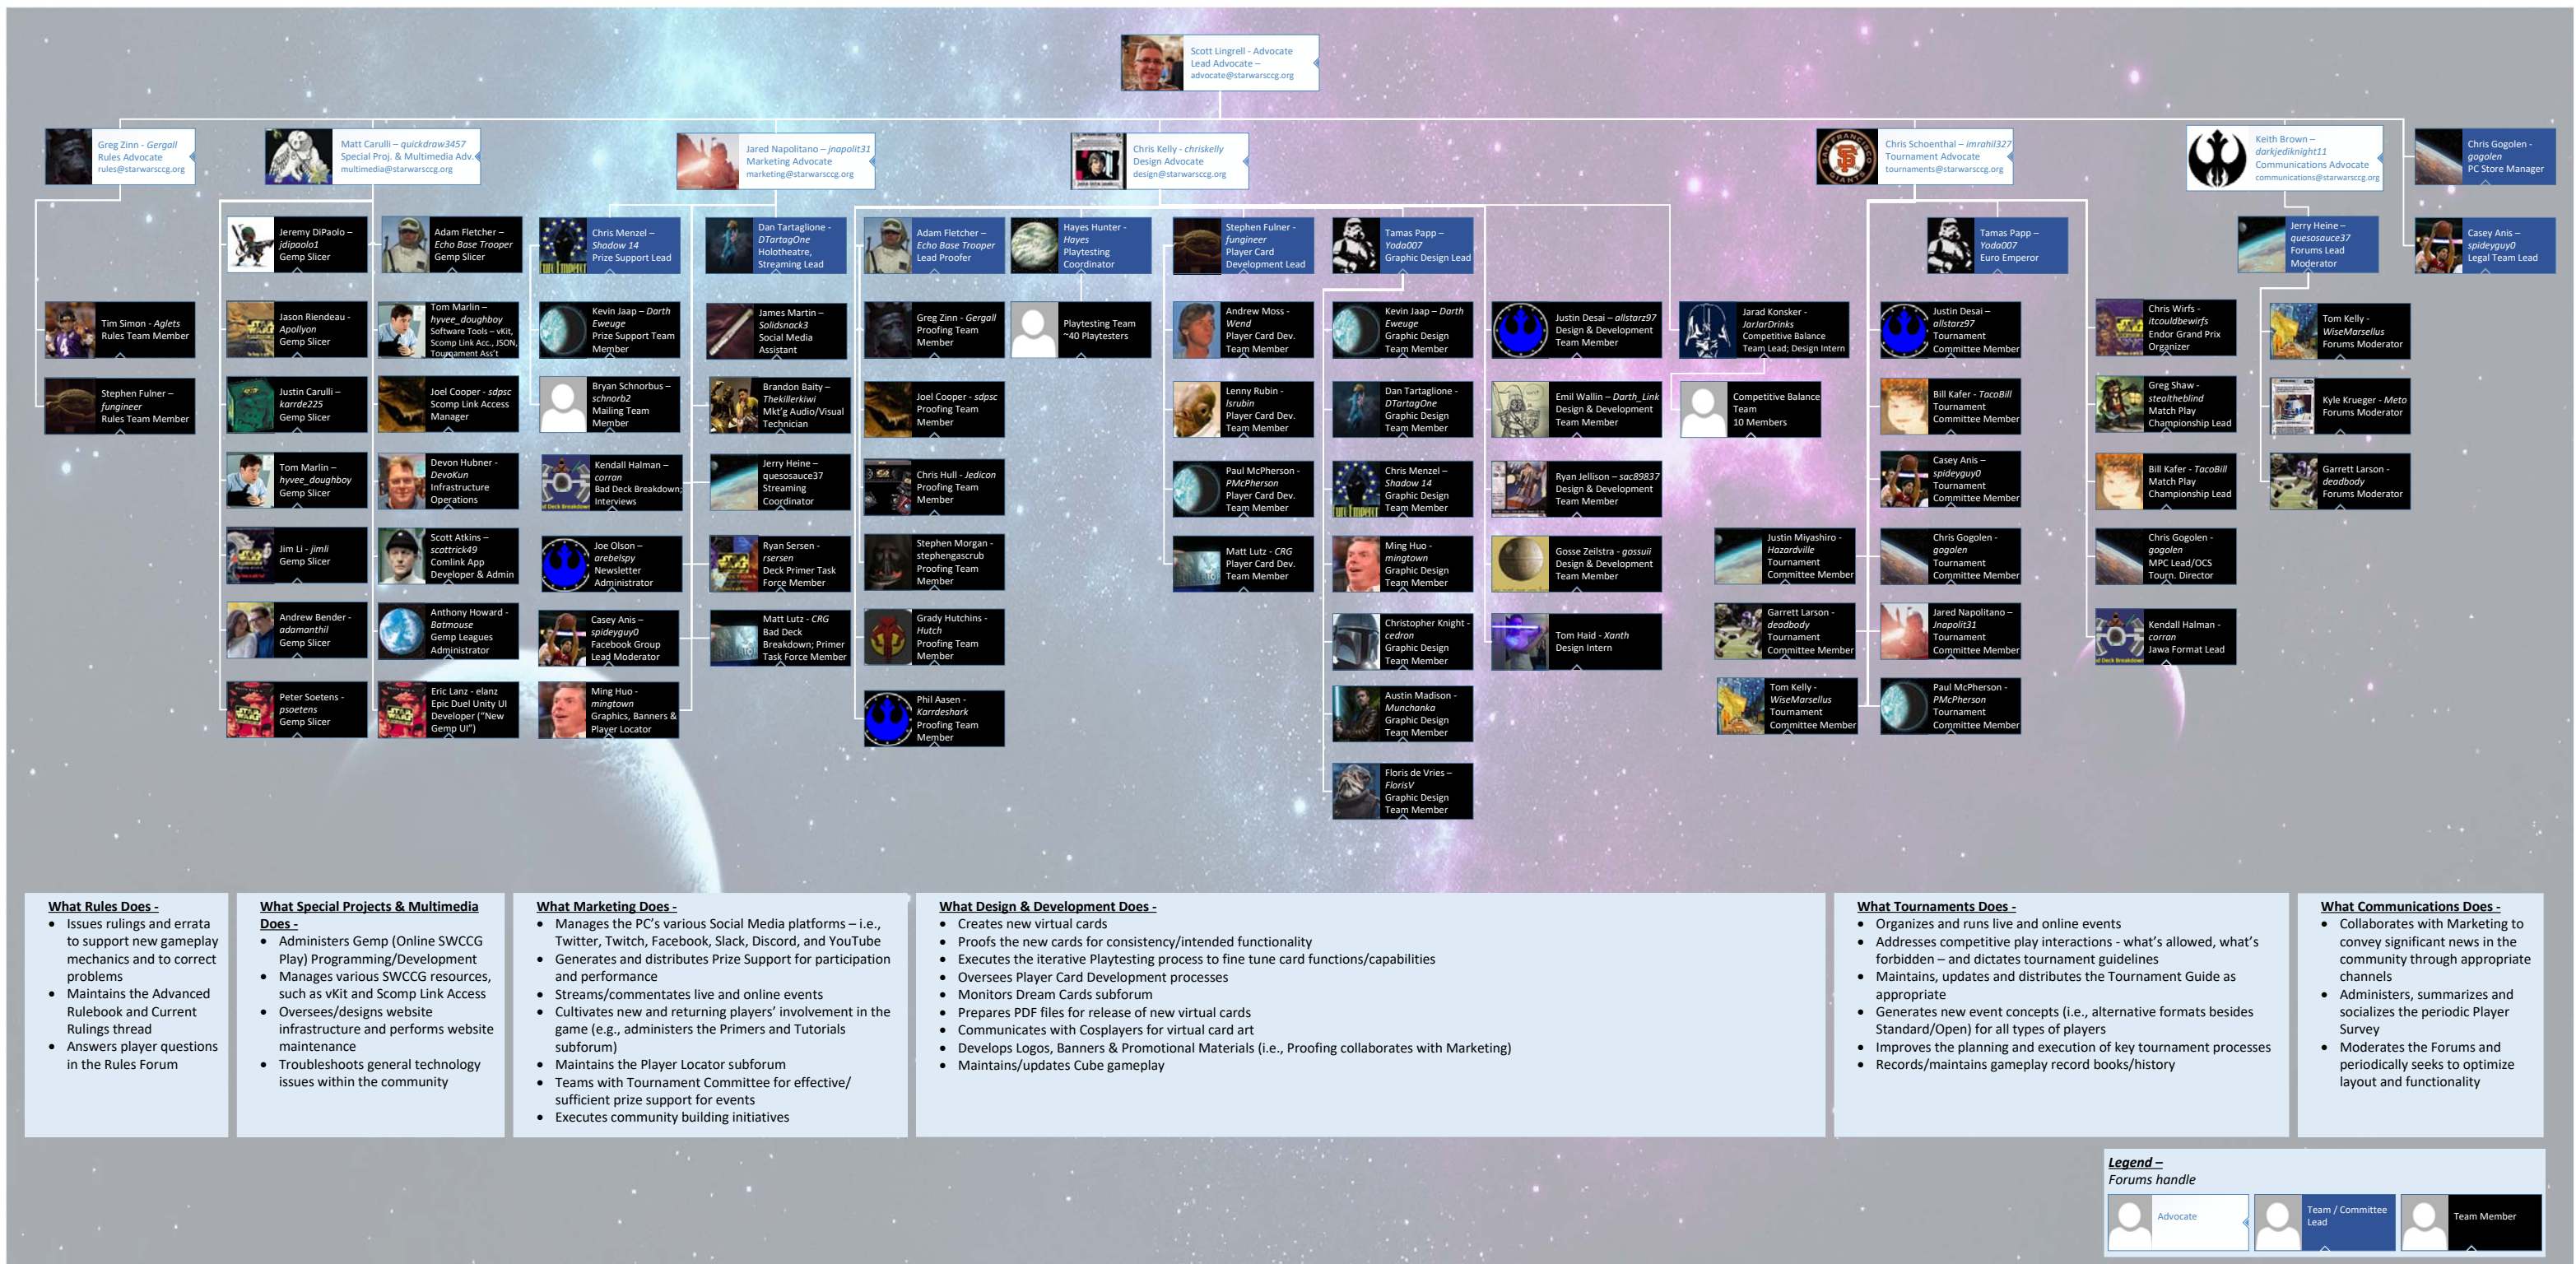 Scott Lingrell - Advocate
Lead Advocate –
advocate@starwarsccg.org
Greg Zinn - Gergall
Rules Advocate
rules@starwarsccg.org
Matt Carulli – quickdraw3457
Special Proj. & Multimedia Adv.
multimedia@starwarsccg.org
Jared Napolitano – jnapolit31
Marketing Advocate
marketing@starwarsccg.org
Chris Kelly - chriskelly
Design Advocate
design@starwarsccg.org
Chris Schoenthal – imrahil327
Tournament Advocate
tournaments@starwarsccg.org
Keith Brown –
darkjediknight11
Communications Advocate
communications@starwarsccg.org
Chris Gogolen -
gogolen
PC Store Manager
Jeremy DiPaolo –
jdipaolo1
Gemp Slicer
Adam Fletcher –
Echo Base Trooper
Gemp Slicer
Chris Menzel –
Shadow 14
Prize Support Lead
Dan Tartaglione -
DTartagOne
Holotheatre,
Streaming Lead
Adam Fletcher -
Echo Base Trooper
Lead Proofer
Hayes Hunter -
Hayes
Playtesting
Coordinator
Stephen Fulner –
fungineer
Player Card
Development Lead
Tamas Papp –
Yoda007
Graphic Design Lead
Tamas Papp –
Yoda007
Euro Emperor
Jerry Heine –
quesosauce37
Forums Lead
Moderator
Casey Anis –
spideyguy0
Legal Team Lead
Tim Simon - Aglets
Rules Team Member
Jason Riendeau -
Apollyon
Gemp Slicer
Tom Marlin –
hyvee_doughboy
Software Tools – vKit,
Scomp Link Acc., JSON,
Tournament Ass't
Kevin Jaap – Darth
Eweuge
Prize Support Team
Member
James Martin –
Solidsnack3
Social Media
Assistant
Greg Zinn - Gergall
Proofing Team
Member
Playtesting Team
~40 Playtesters
Andrew Moss -
Wend
Player Card Dev.
Team Member
Kevin Jaap - Darth
Eweuge
Graphic Design
Team Member
Justin Desai – allstarz97
Design & Development
Team Member
Jarad Konsker -
JarJarDrinks
Competitive Balance
Team Lead; Design Intern
Justin Desai –
allstarz97
Tournament
Committee Member
Chris Wirfs –
itcouldbewirfs
Endor Grand Prix
Organizer
Tom Kelly -
WiseMarsellus
Forums Moderator
Stephen Fulner –
fungineer
Rules Team Member
Justin Carulli –
karrde225
Gemp Slicer
Joel Cooper - sdpsc
Scomp Link Access
Manager
Bryan Schnorbus –
schnorb2
Mailing Team
Member
Brandon Baity –
Thekillerkiwi
Mkt'g Audio/Visual
Technician
Joel Cooper - sdpsc
Proofing Team
Member
Lenny Rubin -
lsrubin
Player Card Dev.
Team Member
Dan Tartaglione -
DTartagOne
Graphic Design
Team Member
Emil Wallin – Darth_Link
Design & Development
Team Member
Competitive Balance
Team
10 Members
Bill Kafer - TacoBill
Tournament
Committee Member
Greg Shaw -
stealtheblind
Match Play
Championship Lead
Kyle Krueger - Meto
Forums Moderator
Tom Marlin –
hyvee_doughboy
Gemp Slicer
Devon Hubner -
DevoKun
Infrastructure
Operations
Kendall Halman –
corran
Bad Deck Breakdown;
Interviews
Jerry Heine –
quesosauce37
Streaming
Coordinator
Chris Hull - Jedicon
Proofing Team
Member
Paul McPherson -
PMcPherson
Player Card Dev.
Team Member
Chris Menzel –
Shadow 14
Graphic Design
Team Member
Ryan Jellison – sac89837
Design & Development
Team Member
Casey Anis –
spideyguy0
Tournament
Committee Member
Bill Kafer - TacoBill
Match Play
Championship Lead
Garrett Larson -
deadbody
Forums Moderator
Jim Li - jimli
Gemp Slicer
Scott Atkins –
scottrick49
Comlink App
Developer & Admin
Joe Olson –
arebelspy
Newsletter
Administrator
Ryan Sersen -
rsersen
Deck Primer Task
Force Member
Stephen Morgan -
stephengascrub
Proofing Team
Member
Matt Lutz - CRG
Player Card Dev.
Team Member
Ming Huo -
mingtown
Graphic Design
Team Member
Gosse Zeilstra - gossuii
Design & Development
Team Member
Justin Miyashiro -
Hazardville
Tournament
Committee Member
Chris Gogolen -
gogolen
Tournament
Committee Member
Chris Gogolen -
gogolen
MPC Lead/OCS
Tourn. Director
Andrew Bender -
adamanthil
Gemp Slicer
Anthony Howard -
Batmouse
Gemp Leagues
Administrator
Casey Anis –
spideyguy0
Facebook Group
Lead Moderator
Matt Lutz - CRG
Bad Deck
Breakdown; Primer
Task Force Member
Grady Hutchins -
Hutch
Proofing Team
Member
Christopher Knight -
cedron
Graphic Design
Team Member
Tom Haid - Xanth
Design Intern
Garrett Larson -
deadbody
Tournament
Committee Member
Jared Napolitano –
Jnapolit31
Tournament
Committee Member
Kendall Halman –
corran
Jawa Format Lead
Peter Soetens -
psoetens
Gemp Slicer
Eric Lanz - elanz
Epic Duel Unity UI
Developer ("New
Gemp UI")
Ming Huo -
mingtown
Graphics, Banners &
Player Locator
Phil Aasen -
Karrdeshark
Proofing Team
Member
Austin Madison -
Munchanka
Graphic Design
Team Member
Tom Kelly -
WiseMarsellus
Tournament
Committee Member
Paul McPherson -
PMcPherson
Tournament
Committee Member
Floris de Vries –
FlorisV
Graphic Design
Team Member
What Rules Does -
• Issues rulings and errata
to support new gameplay
mechanics and to correct
problems
• Maintains the Advanced
Rulebook and Current
Rulings thread
• Answers player questions
in the Rules Forum
What Special Projects & Multimedia
Does -
• Administers Gemp (Online SWCCG
Play) Programming/Development
• Manages various SWCCG resources,
such as vKit and Scomp Link Access
• Oversees/designs website
infrastructure and performs website
maintenance
• Troubleshoots general technology
issues within the community
What Marketing Does -
• Manages the PC's various Social Media platforms – i.e.,
Twitter, Twitch, Facebook, Slack, Discord, and YouTube
• Generates and distributes Prize Support for participation
and performance
• Streams/commentates live and online events
• Cultivates new and returning players' involvement in the
game (e.g., administers the Primers and Tutorials
subforum)
• Maintains the Player Locator subforum
• Teams with Tournament Committee for effective/
sufficient prize support for events
• Executes community building initiatives
What Design & Development Does -
• Creates new virtual cards
• Proofs the new cards for consistency/intended functionality
• Executes the iterative Playtesting process to fine tune card functions/capabilities
• Oversees Player Card Development processes
• Monitors Dream Cards subforum
• Prepares PDF files for release of new virtual cards
• Communicates with Cosplayers for virtual card art
• Develops Logos, Banners & Promotional Materials (i.e., Proofing collaborates with Marketing)
• Maintains/updates Cube gameplay
What Tournaments Does -
• Organizes and runs live and online events
• Addresses competitive play interactions - what's allowed, what's
forbidden – and dictates tournament guidelines
• Maintains, updates and distributes the Tournament Guide as
appropriate
• Generates new event concepts (i.e., alternative formats besides
Standard/Open) for all types of players
• Improves the planning and execution of key tournament processes
• Records/maintains gameplay record books/history
What Communications Does -
• Collaborates with Marketing to
convey significant news in the
community through appropriate
channels
• Administers, summarizes and
socializes the periodic Player
Survey
• Moderates the Forums and
periodically seeks to optimize
layout and functionality
Legend –
Forums handle
Advocate
Team / Committee
Lead
Team Member